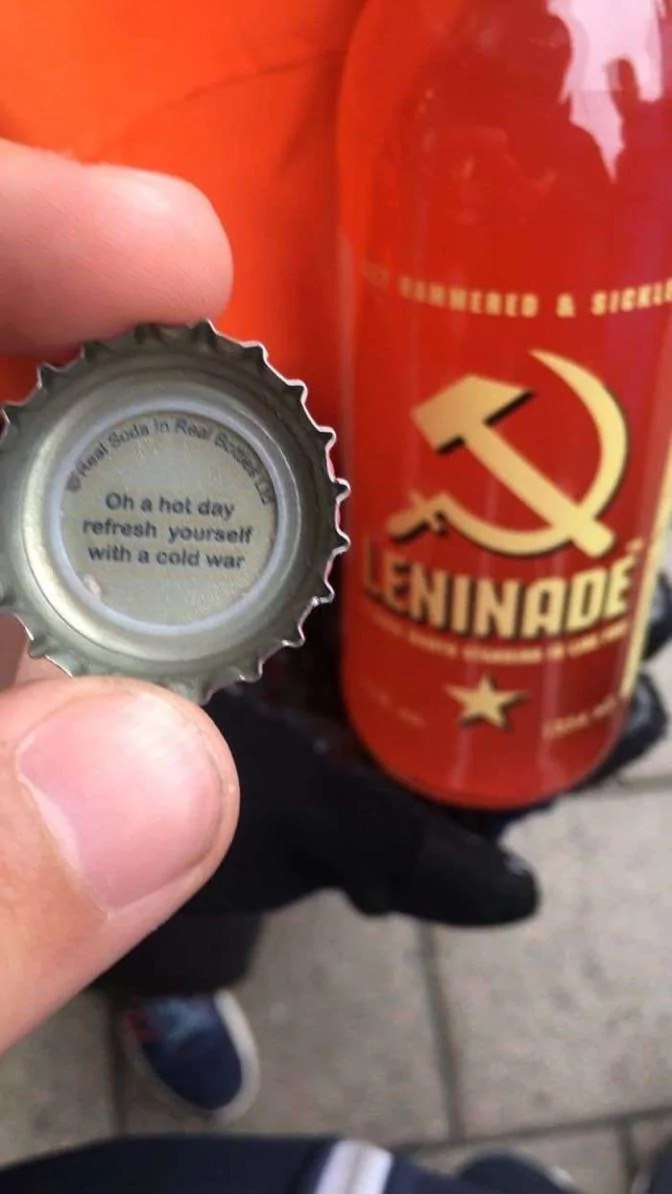 ©Real Soda In Real Bottles Ltd
Oh a hot day
refresh yourself
with a cold war
HAMMERED & SICKLE
LENINADE